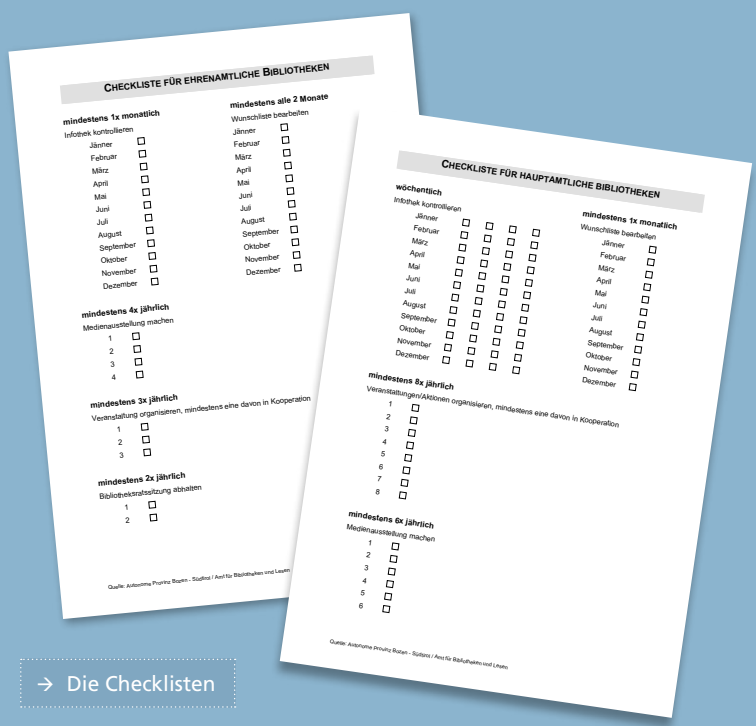 CHECKLISTE FÜR EHRENAMTLICHE BIBLIOTHEKEN
mindestens 1x monatlich
Infothek kontrollieren
Jänner
Februar
März
April
Mai
Juni
Juli
August
September
Oktober
November
Dezember
mindestens alle 2 Monate
Wunschliste bearbeiten
Jänner
Februar
März
April
Mai
Juni
Juli
August
September
Oktober
November
Dezember
mindestens 4x jährlich
Medienausstellung machen
1
2
3
4
mindestens 3x jährlich
Veranstaltung organisieren, mindestens eine davon in Kooperation
1
2
3
mindestens 2x jährlich
Bibliotheksratssitzung abhalten
1
2
Quelle: Autonome Provinz Bozen - Südtirol / Amt für Bibliotheken und Lesen
CHECKLISTE FÜR HAUPTAMTLICHE BIBLIOTHEKEN
wöchentlich
Infothek kontrollieren
Jänner
Februar
März
April
Mai
Juni
Juli
August
September
Oktober
November
Dezember
mindestens 1x monatlich
Wunschliste bearbeiten
Jänner
Februar
März
April
Mai
Juni
Juli
August
September
Oktober
November
Dezember
mindestens 8x jährlich
Veranstaltungen/Aktionen organisieren, mindestens eine davon in Kooperation
1
2
3
4
5
6
7
8
mindestens 6x jährlich
Medienausstellung machen
1
2
3
4
5
6
Quelle: Autonome Provinz Bozen - Südtirol / Amt für Bibliotheken und Lesen
→ Die Checklisten